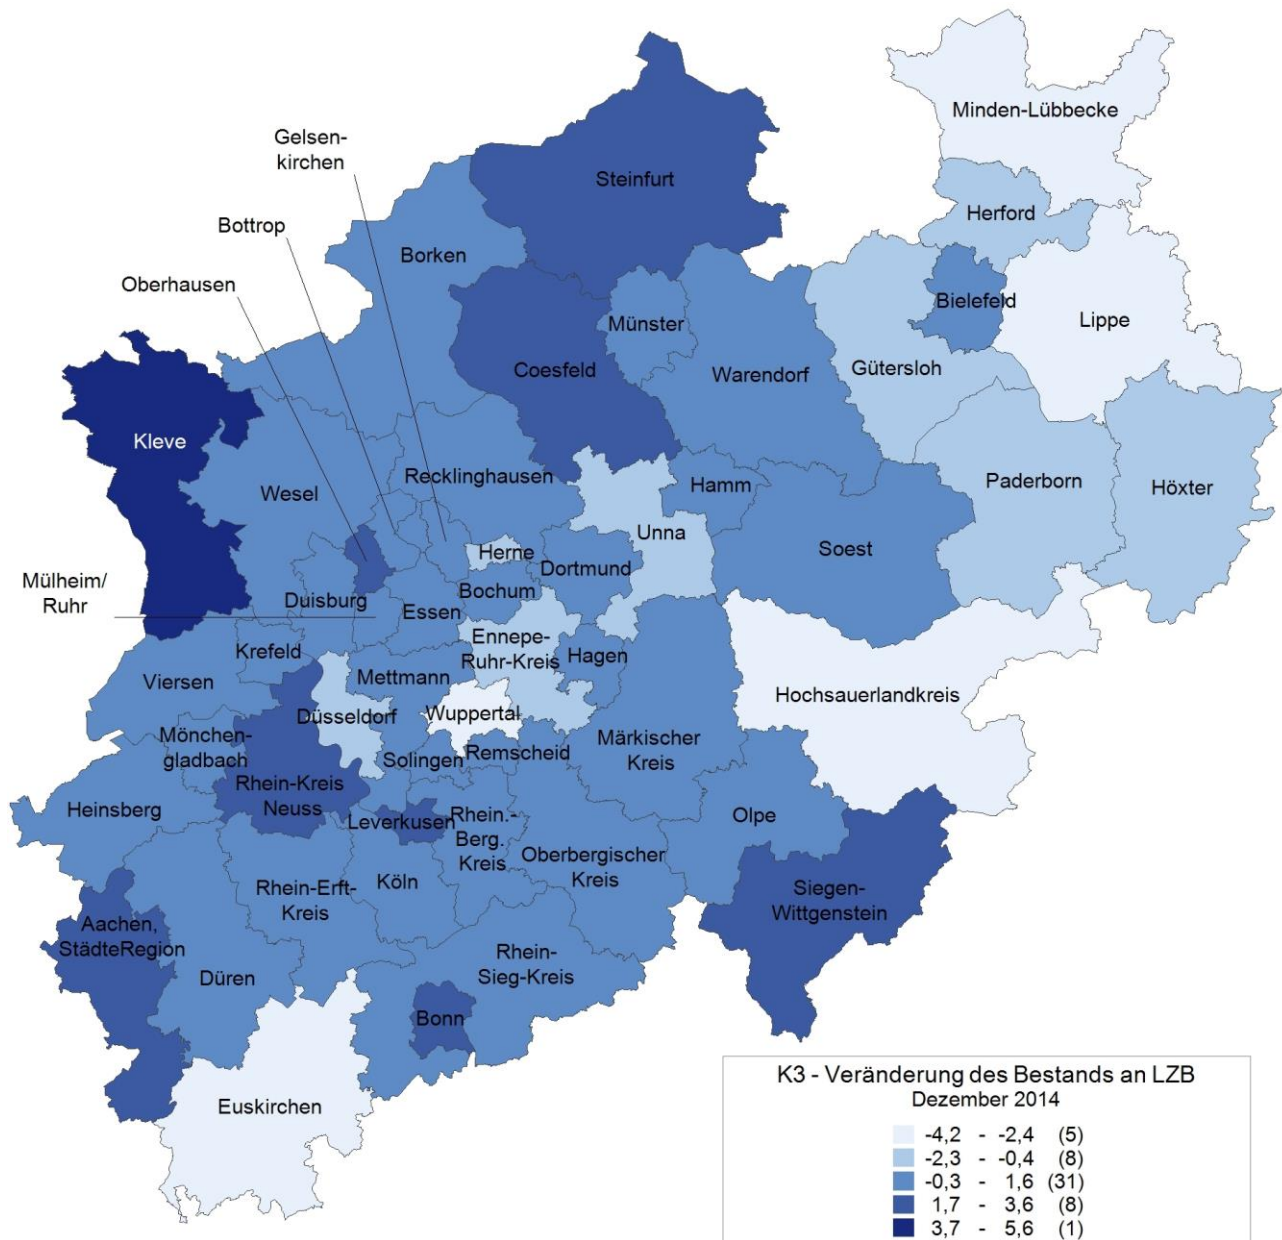 Minden-Lübbecke
Gelsen-
kirchen
Steinfurt
Herford
Bottrop
Borken
Oberhausen
Bielefeld
Münster
Lippe
Coesfeld
Warendorf
Gütersloh
Kleve
Recklinghausen
Wesel
Hamm
Paderborn
Höxter
Unna
Herne
Soest
Dortmund
Mülheim/
Ruhr
Duisburg
Bochum
Essen
Ennepe-
Ruhr-Kreis
Krefeld
Hagen
Viersen
Mettmann
Hochsauerlandkreis
Düsseldorf
Wuppertal
Mönchen-
gladbach
Märkischer
Kreis
Solingen
Remscheid
Rhein-Kreis
Neuss
Heinsberg
Leverkusen
Rhein.-
Berg.
Kreis
Olpe
Oberbergischer
Kreis
Rhein-Erft-
Kreis
Köln
Siegen-
Wittgenstein
Aachen,
StädteRegion
Rhein-
Sieg-Kreis
Düren
Bonn
Euskirchen
K3 - Veränderung des Bestands an LZB
Dezember 2014
-4,2 - -2,4 (5)
-2,3 - -0,4 (8)
-0,3 - 1,6 (31)
1,7 - 3,6 (8)
3,7 - 5,6 (1)